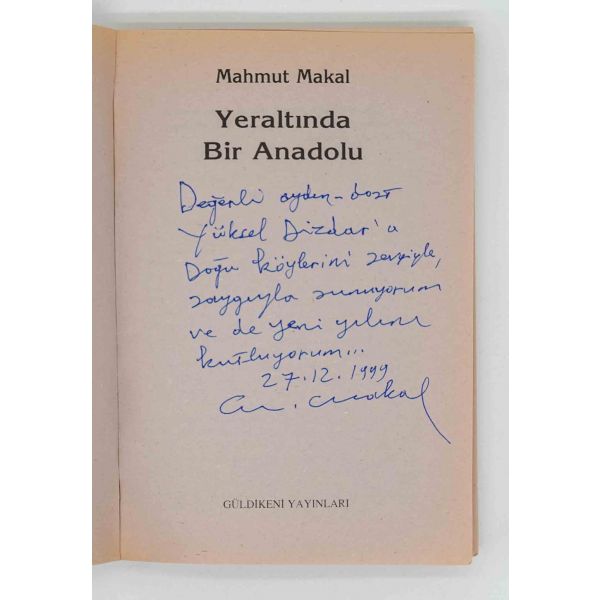 Mahmut Makal
Yeraltında
Bir Anadolu
Değerli aydın-dost
Yüksel Dizdar'a
Doğu köylerini sevgiyle,
saygıyla sunuyorum
ve de yeni yılını
kutluyorum...
27.12.1999
M. Makal
GÜLDİKENİ YAYINLARI